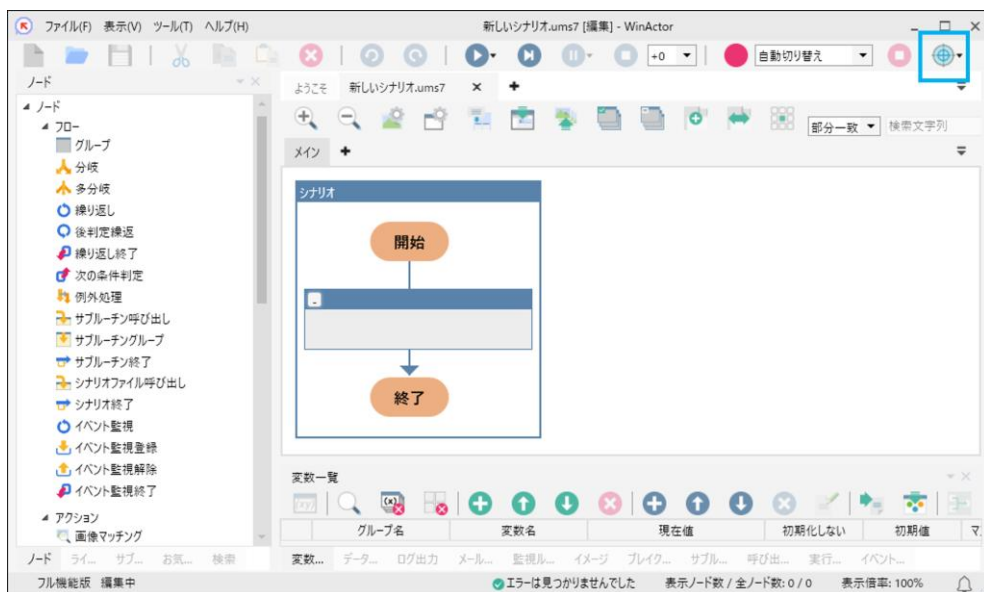 ファイル(F) 表示(V) ツール(T) ヘルプ(H) 新しいシナリオ.ums7 [編集] - WinActor
+0 自動切り替え
ノード
ようこそ 新しいシナリオ.ums7
部分一致 検索文字列
メイン
ノード
フロー
グループ
分岐
多分岐
繰り返し
後判定繰返
繰り返し終了
次の条件判定
例外処理
サブルーチン呼び出し
サブルーチングループ
サブルーチン終了
シナリオファイル呼び出し
シナリオ終了
イベント監視
イベント監視登録
イベント監視解除
イベント監視終了
アクション
画像マッチング
ノード ライ... サブ... お気... 検索
シナリオ
開始
終了
変数一覧
グループ名 変数名 現在値 初期化しない 初期値 マ
変数... データ... ログ出力 メール... 監視ル... イメージ ブレイク... サブル... 呼び出... 実行... イベント...
フル機能版 編集中 エラーは見つかりませんでした 表示ノード数 / 全ノード数: 0 / 0 表示倍率: 100%